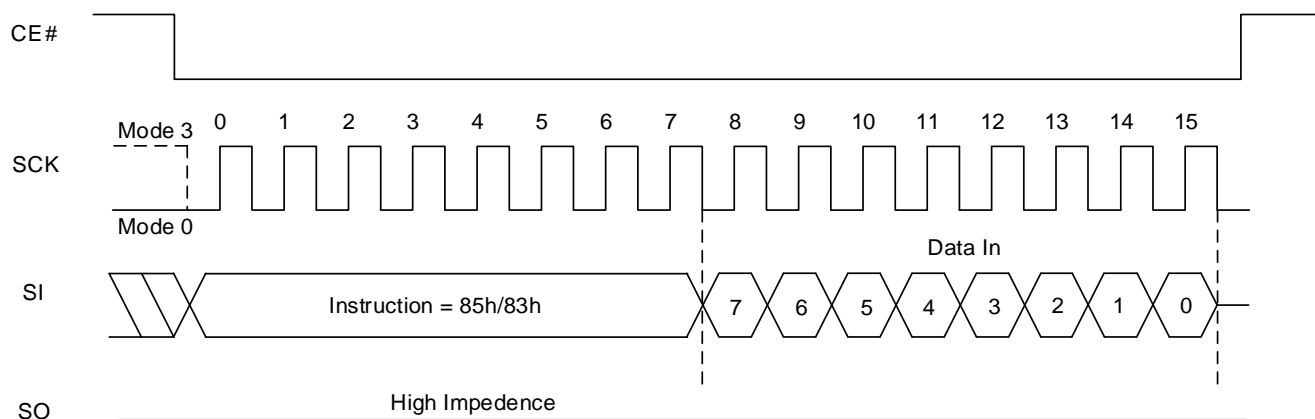 CE#
Mode 3 0 1 2 3 4 5 6 7 8 9 10 11 12 13 14 15
SCK
Mode 0
Data In
SI Instruction = 85h/83h 7 6 5 4 3 2 1 0
High Impedence
SO